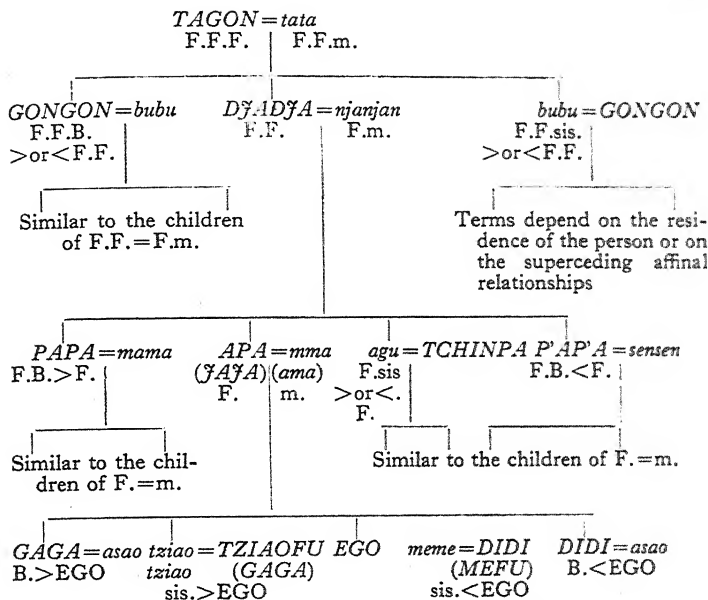 TAGON=tata
F.F.F. F.F.m.
GONGON=bubu DJADJA=njanjan bubu=GONGON
F.F.B. F.F. F.m. F.F.sis.
>or<F.F. >or<F.F.
Similar to the children
of F.F.=F.m.
Terms depend on the resi-
dence of the person or on
the superceding affinal
relationships
PAPA=mama APA=mma agu=TCHINPA P'AP'A=sensen
F.B.>F. (JAJA)(ama) F.sis F.B.<F.
F. m. >or<.
F.
Similar to the chil-
dren of F.=m.
Similar to the children of F.=m.
GAGA=asao tziao=TZIAOFU EGO meme=DIDI DIDI=asao
B.>EGO tziao (GAGA) (MEFU) B.<EGO
sis.>EGO sis.<EGO